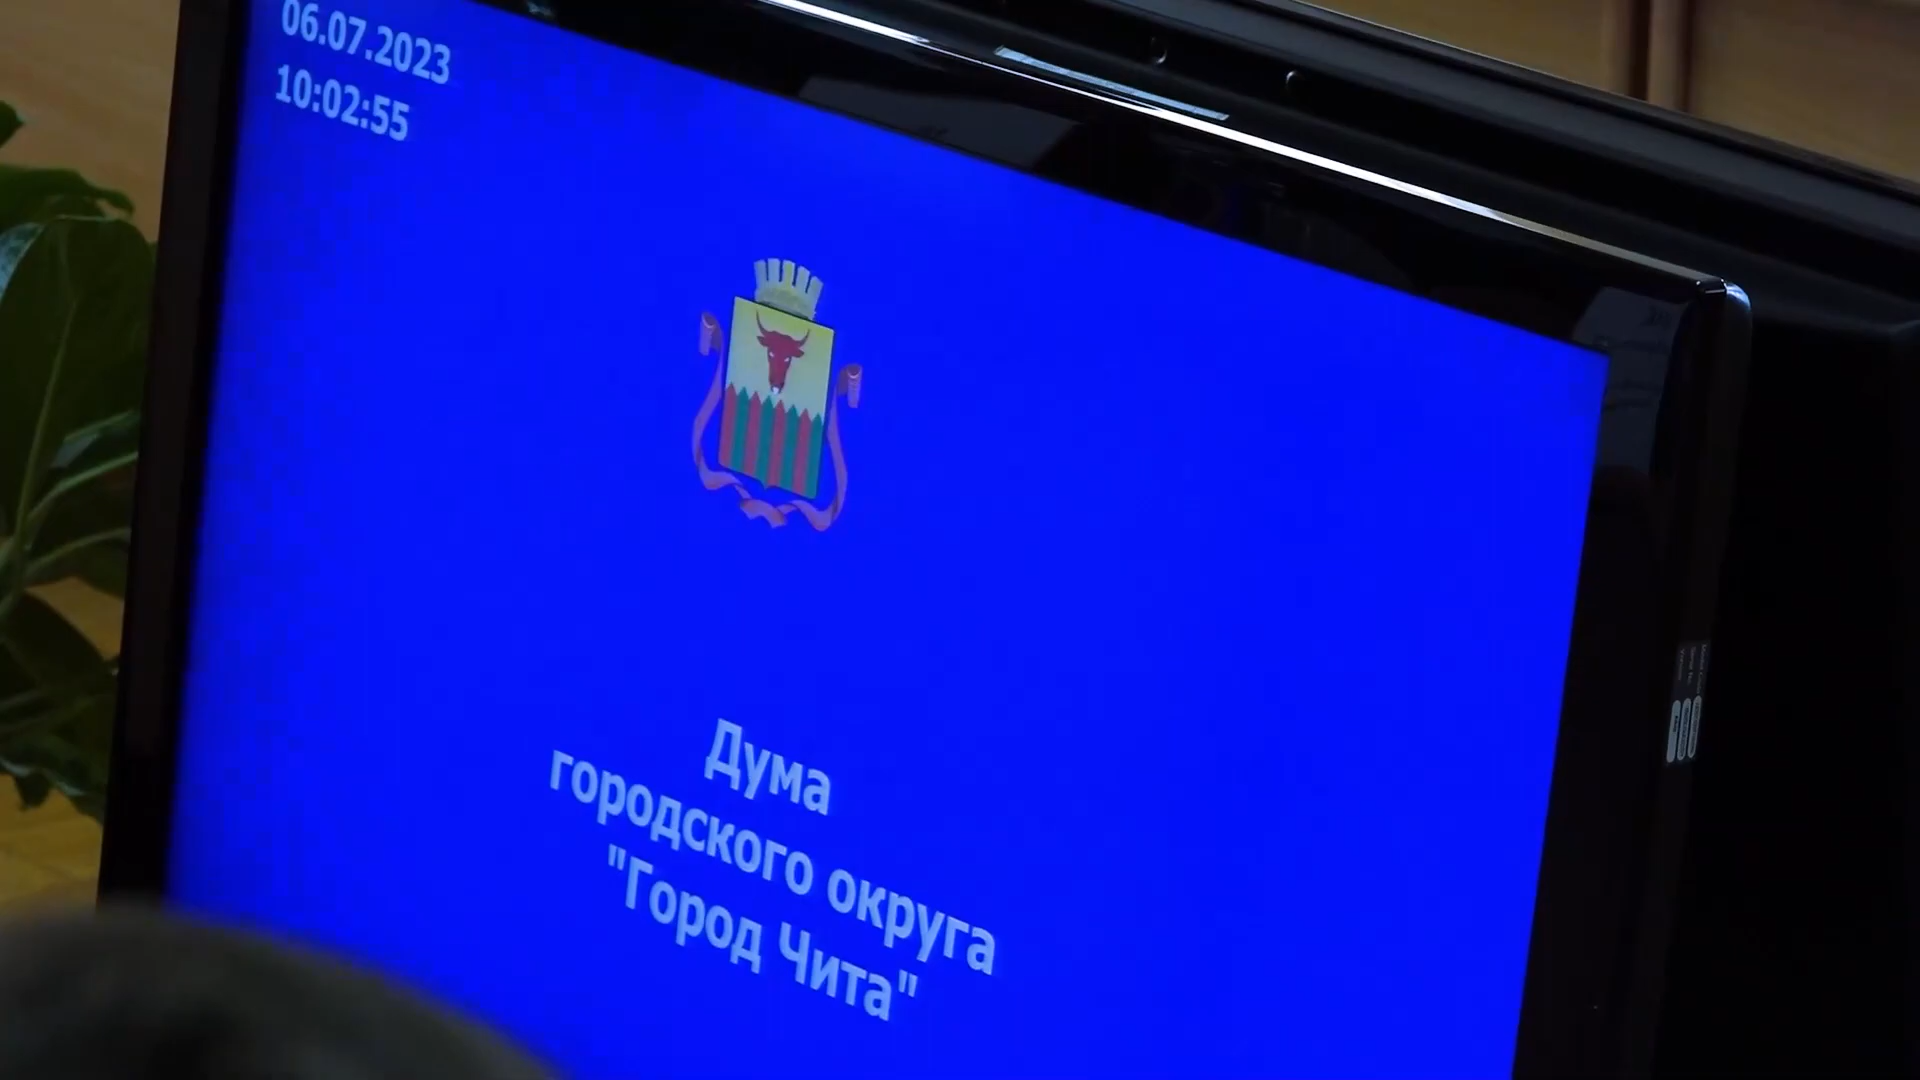 06.07.2023
10:02:55
Дума
городского округа
"Город Чита"